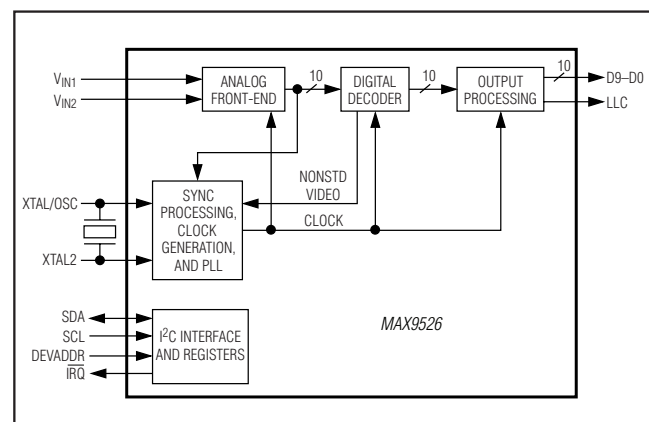 VIN1
VIN2
ANALOG
FRONT-END
10
DIGITAL
DECODER
10
OUTPUT
PROCESSING
10
D9–D0
LLC
XTAL/OSC
XTAL2
SYNC
PROCESSING,
CLOCK
GENERATION,
AND PLL
NONSTD
VIDEO
CLOCK
SDA
SCL
DEVADDR
IRQ
I2C INTERFACE
AND REGISTERS
MAX9526